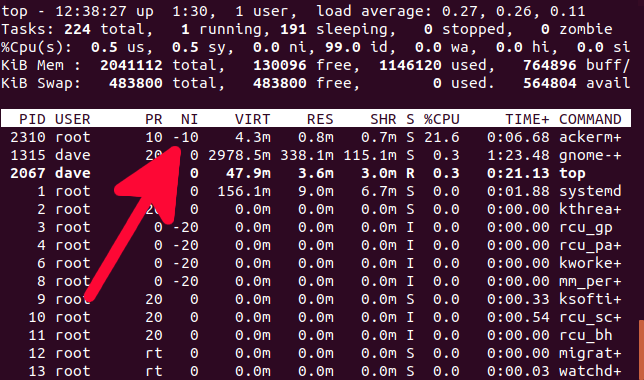 top - 12:38:27 up  1:30,  1 user,  load average: 0.27, 0.26, 0.11
Tasks: 224 total,   1 running, 191 sleeping,   0 stopped,   0 zombie
%Cpu(s):  0.5 us,  0.5 sy,  0.0 ni, 99.0 id,  0.0 wa,  0.0 hi,  0.0 si
KiB Mem :  2041112 total,   130096 free,  1146120 used,   764896 buff/
KiB Swap:   483800 total,   483800 free,        0 used.   564804 avail
PID USER PR NI VIRT RES SHR S %CPU TIME+ COMMAND
2310 root 10 -10 4.3m 0.8m 0.7m S 21.6 0:06.68 ackerm+
1315 dave 20 0 2978.5m 338.1m 115.1m S 0.3 1:23.48 gnome-+
2067 dave 0 47.9m 3.6m 3.0m R 0.3 0:21.13 top
1 root 0 156.1m 9.0m 6.7m S 0.0 0:01.88 systemd
2 root 20 0 0.0m 0.0m 0.0m S 0.0 0:00.00 kthrea+
3 root 0 -20 0.0m 0.0m 0.0m I 0.0 0:00.00 rcu_gp
4 root 0 -20 0.0m 0.0m 0.0m I 0.0 0:00.00 rcu_pa+
6 root 0 -20 0.0m 0.0m 0.0m I 0.0 0:00.00 kworke+
8 root 0 -20 0.0m 0.0m 0.0m I 0.0 0:00.00 mm_per+
9 root 20 0 0.0m 0.0m 0.0m S 0.0 0:00.33 ksofti+
10 root 20 0 0.0m 0.0m 0.0m I 0.0 0:00.54 rcu_sc+
11 root 20 0 0.0m 0.0m 0.0m I 0.0 0:00.00 rcu_bh
12 root rt 0 0.0m 0.0m 0.0m S 0.0 0:00.00 migrat+
13 root rt 0 0.0m 0.0m 0.0m S 0.0 0:00.03 watchd+